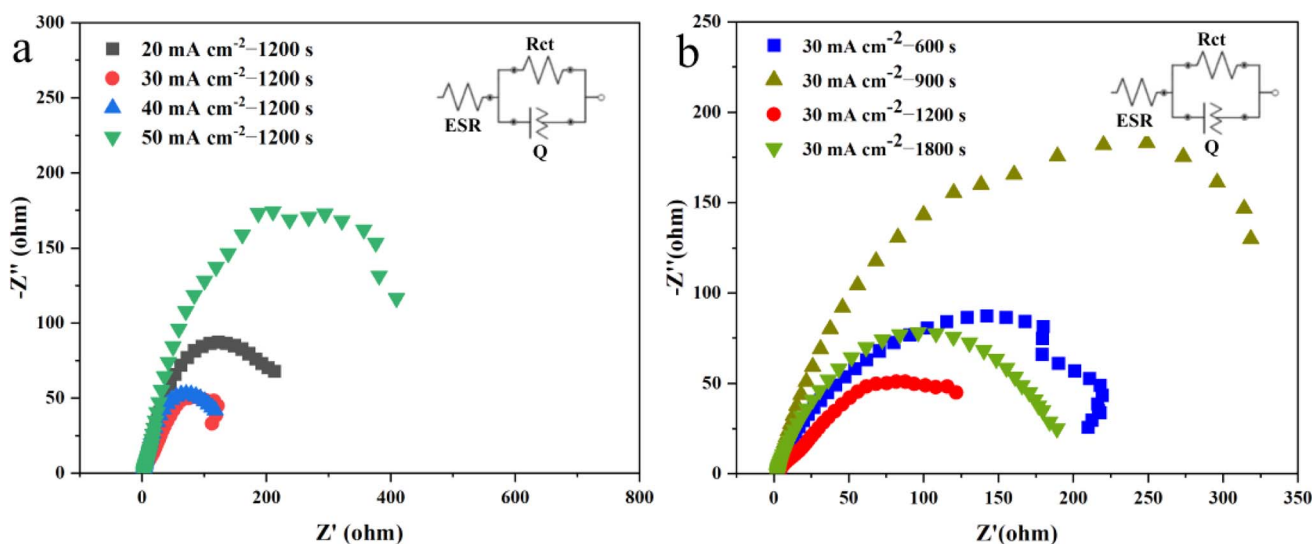 a
300
250
200
150
100
50
0
-Z'' (ohm)
20 mA cm⁻²−1200 s
30 mA cm⁻²−1200 s
40 mA cm⁻²−1200 s
50 mA cm⁻²−1200 s
Rct
ESR
Q
0 200 400 600 800
Z' (ohm)
b
250
200
150
100
50
0
-Z''(ohm)
30 mA cm⁻²−600 s
30 mA cm⁻²−900 s
30 mA cm⁻²−1200 s
30 mA cm⁻²−1800 s
Rct
ESR
Q
0 50 100 150 200 250 300 350
Z'(ohm)